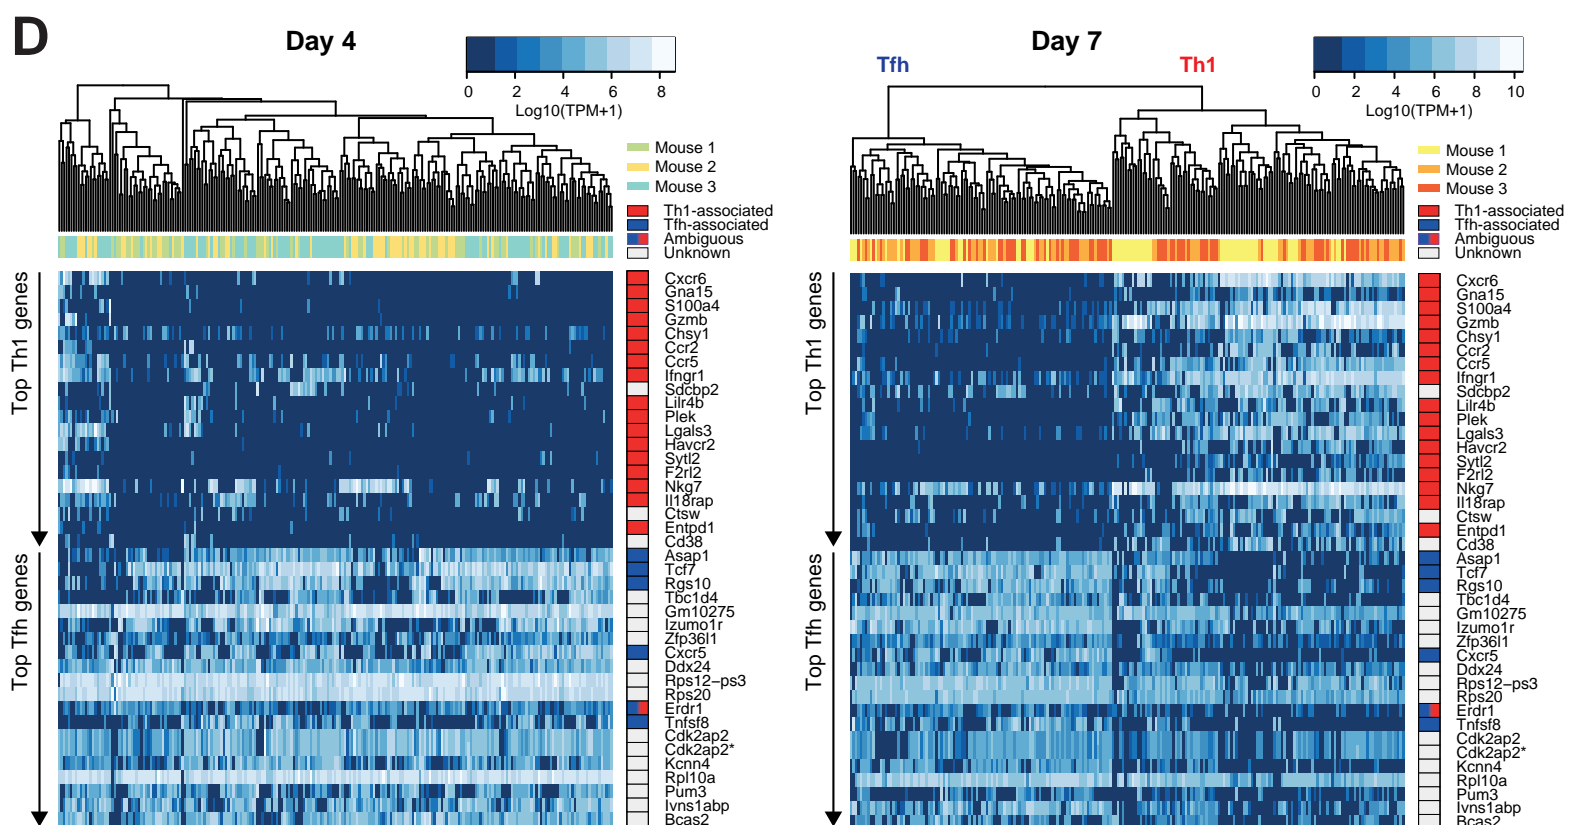 D
Day 4
0 2 4 6 8
Log10(TPM+1)
Mouse 1
Mouse 2
Mouse 3
Th1-associated
Tfh-associated
Ambiguous
Unknown
Top Th1 genes
Top Tfh genes
Cxcr6
Gna15
S100a4
Gzmb
Chsy1
Ccr2
Ccr5
Ifngr1
Sdcbp2
Lilr4b
Plek
Lgals3
Havcr2
Sytl2
F2rl2
Nkg7
Il18rap
Ctsw
Entpd1
Cd38
Asap1
Tcf7
Rgs10
Tbc1d4
Gm10275
Izumo1r
Zfp36l1
Cxcr5
Ddx24
Rps12–ps3
Rps20
Erdr1
Tnfsf8
Cdk2ap2
Cdk2ap2*
Kcnn4
Rpl10a
Pum3
Ivns1abp
Bcas2
Day 7
Tfh
Th1
0 2 4 6 8 10
Log10(TPM+1)
Mouse 1
Mouse 2
Mouse 3
Th1-associated
Tfh-associated
Ambiguous
Unknown
Top Th1 genes
Top Tfh genes
Cxcr6
Gna15
S100a4
Gzmb
Chsy1
Ccr2
Ccr5
Ifngr1
Sdcbp2
Lilr4b
Plek
Lgals3
Havcr2
Sytl2
F2rl2
Nkg7
Il18rap
Ctsw
Entpd1
Cd38
Asap1
Tcf7
Rgs10
Tbc1d4
Gm10275
Izumo1r
Zfp36l1
Cxcr5
Ddx24
Rps12–ps3
Rps20
Erdr1
Tnfsf8
Cdk2ap2
Cdk2ap2*
Kcnn4
Rpl10a
Pum3
Ivns1abp
Bcas2